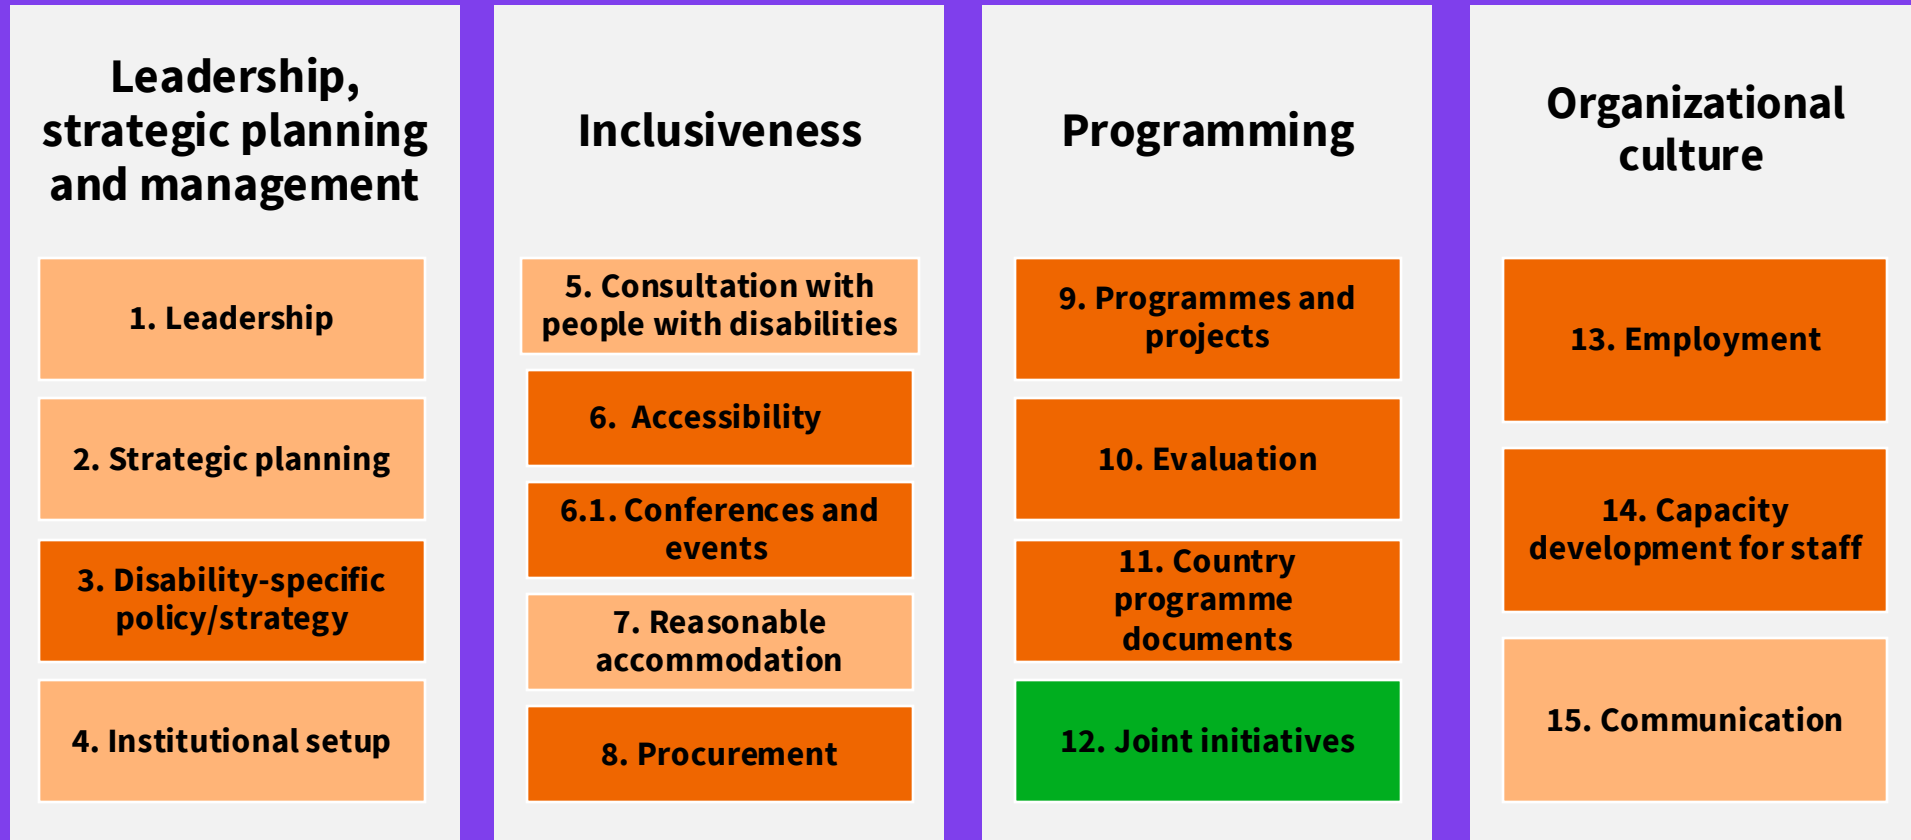 Leadership,
strategic planning
and management
1. Leadership
2. Strategic planning
3. Disability-specific
policy/strategy
4. Institutional setup
Inclusiveness
5. Consultation with
people with disabilities
6. Accessibility
6.1. Conferences and
events
7. Reasonable
accommodation
8. Procurement
Programming
9. Programmes and
projects
10. Evaluation
11. Country
programme
documents
12. Joint initiatives
Organizational
culture
13. Employment
14. Capacity
development for staff
15. Communication